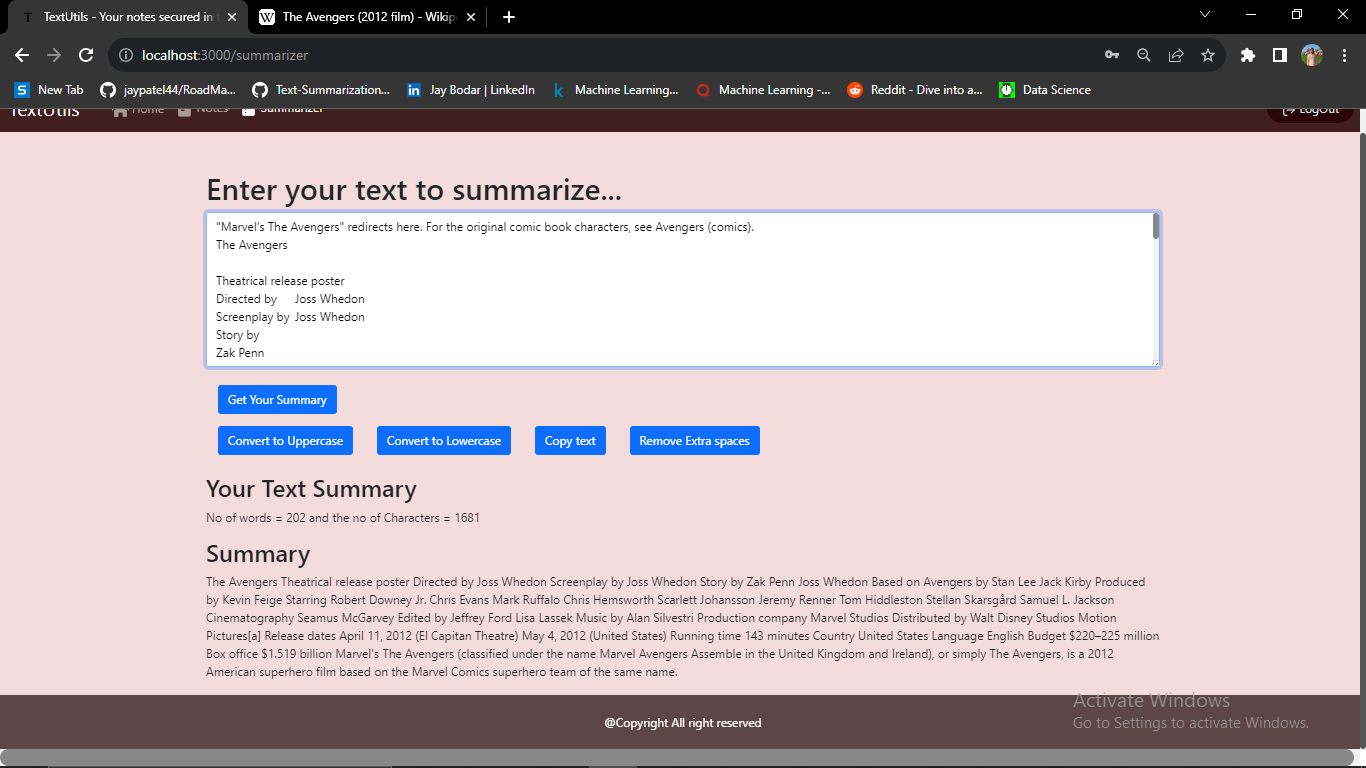 TextUtils - Your notes secured in
The Avengers (2012 film) - Wikip
localhost:3000/summarizer
New Tab
jaypatel44/RoadMa...
Text-Summarization...
Jay Bodar | LinkedIn
Machine Learning...
Machine Learning -...
Reddit - Dive into a...
Data Science
TextUtils
Home
Notes
Summarizer
LogOut
Enter your text to summarize...
"Marvel's The Avengers" redirects here. For the original comic book characters, see Avengers (comics).
The Avengers
Theatrical release poster
Directed by Joss Whedon
Screenplay by Joss Whedon
Story by
Zak Penn
Get Your Summary
Convert to Uppercase
Convert to Lowercase
Copy text
Remove Extra spaces
Your Text Summary
No of words = 202 and the no of Characters = 1681
Summary
The Avengers Theatrical release poster Directed by Joss Whedon Screenplay by Joss Whedon Story by Zak Penn Joss Whedon Based on Avengers by Stan Lee Jack Kirby Produced
by Kevin Feige Starring Robert Downey Jr. Chris Evans Mark Ruffalo Chris Hemsworth Scarlett Johansson Jeremy Renner Tom Hiddleston Stellan Skarsgård Samuel L. Jackson
Cinematography Seamus McGarvey Edited by Jeffrey Ford Lisa Lassek Music by Alan Silvestri Production company Marvel Studios Distributed by Walt Disney Studios Motion
Pictures[a] Release dates April 11, 2012 (El Capitan Theatre) May 4, 2012 (United States) Running time 143 minutes Country United States Language English Budget $220–225 million
Box office $1.519 billion Marvel's The Avengers (classified under the name Marvel Avengers Assemble in the United Kingdom and Ireland), or simply The Avengers, is a 2012
American superhero film based on the Marvel Comics superhero team of the same name.
Activate Windows
Go to Settings to activate Windows.
@Copyright All right reserved